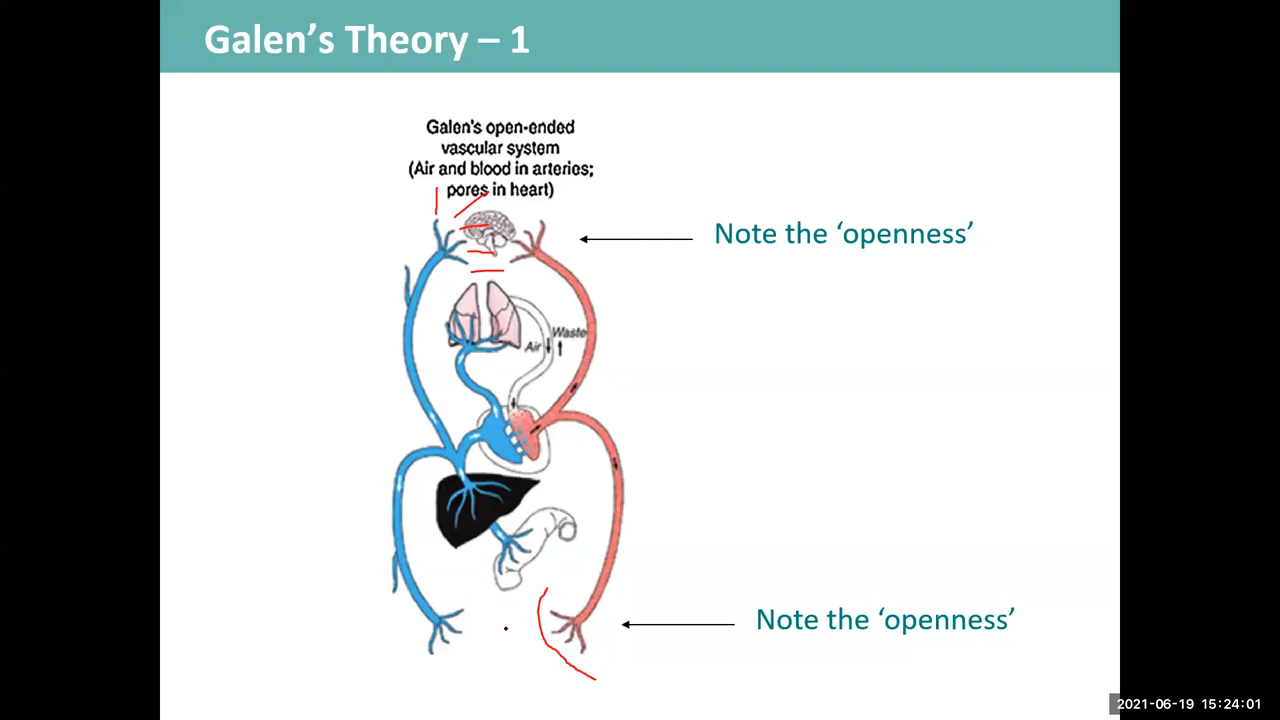 Galen's Theory – 1
Galen's open-ended
vascular system
(Air and blood in arteries;
pores in heart)
Note the 'openness'
Waste
Air
Note the 'openness'
2021-06-19 15:24:01